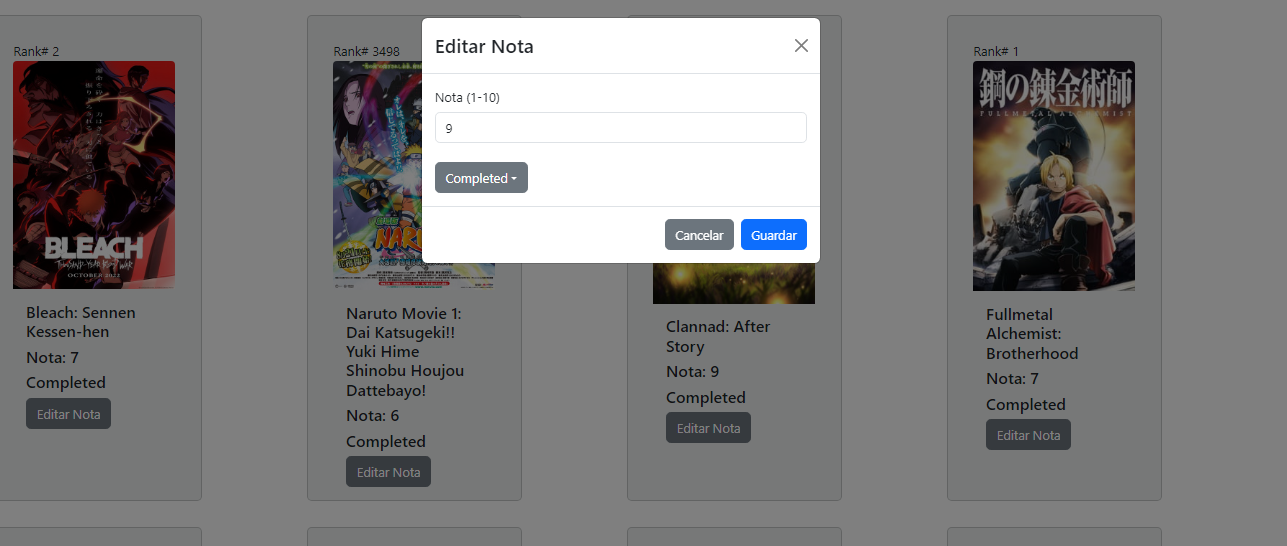 Editar Nota
Nota (1-10)
9
Completed
Cancelar
Guardar
Rank# 2
BLEACH
THOUSAND-YEAR BLOOD WAR
OCTOBER 2022
Bleach: Sennen
Kessen-hen
Nota: 7
Completed
Editar Nota
Rank# 3498
Naruto Movie 1:
Dai Katsugeki!!
Yuki Hime
Shinobu Houjou
Dattebayo!
Nota: 6
Completed
Editar Nota
Clannad: After
Story
Nota: 9
Completed
Editar Nota
Rank# 1
鋼の錬金術師
FULLMETAL ALCHEMIST
Fullmetal
Alchemist:
Brotherhood
Nota: 7
Completed
Editar Nota